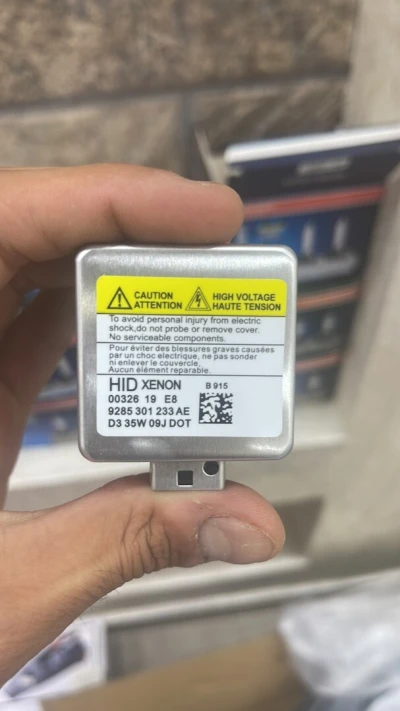 CAUTION
ATTENTION
HIGH VOLTAGE
HAUTE TENSION
To avoid personal injury from electric
shock,do not probe or remove cover.
No serviceable components.
Pour éviter des blessures graves causées
par un choc electrique, ne pas sonder
ni enlever le couvercle,
Aucun élément reparable.
HID XENON
B 915
00326 19 E8
9285 301 233 AE
D3 35W 09J DOT